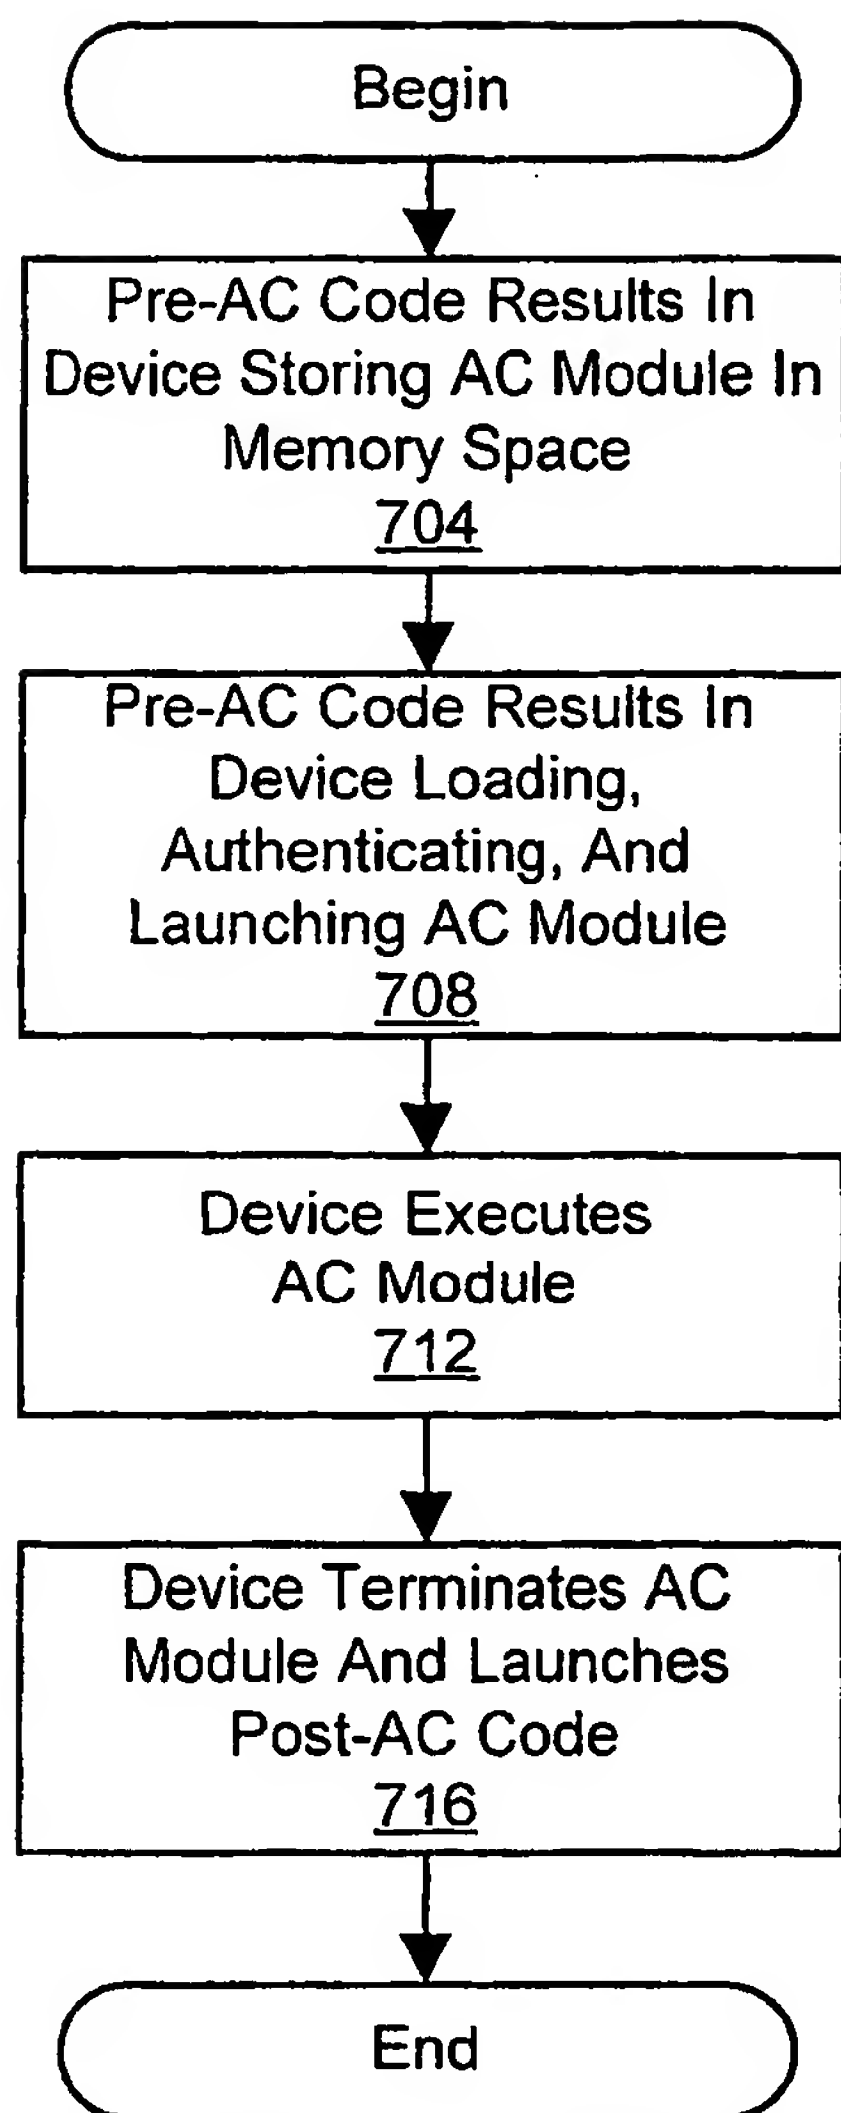 Begin
Pre-AC Code Results In
Device Storing AC Module In
Memory Space
704
Pre-AC Code Results In
Device Loading,
Authenticating, And
Launching AC Module
708
Device Executes
AC Module
712
Device Terminates AC
Module And Launches
Post-AC Code
716
End